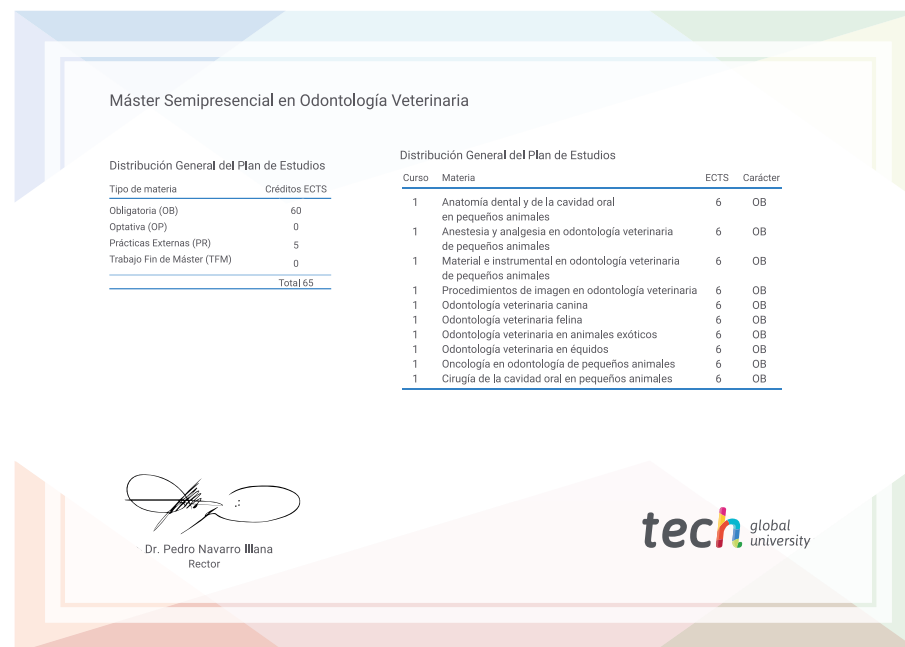 Máster Semipresencial en Odontología Veterinaria
Distribución General del Plan de Estudios
Tipo de materia Créditos ECTS
Obligatoria (OB) 60
Optativa (OP) 0
Prácticas Externas (PR) 5
Trabajo Fin de Máster (TFM) 0
Total 65
Distribución General del Plan de Estudios
Curso Materia ECTS Carácter
1 Anatomía dental y de la cavidad oral 6 OB
en pequeños animales
1 Anestesia y analgesia en odontología veterinaria 6 OB
de pequeños animales
1 Material e instrumental en odontología veterinaria 6 OB
de pequeños animales
1 Procedimientos de imagen en odontología veterinaria 6 OB
1 Odontología veterinaria canina 6 OB
1 Odontología veterinaria felina 6 OB
1 Odontología veterinaria en animales exóticos 6 OB
1 Odontología veterinaria en équidos 6 OB
1 Oncología en odontología de pequeños animales 6 OB
1 Cirugía de la cavidad oral en pequeños animales 6 OB
Dr. Pedro Navarro Illana
Rector
tech global
university